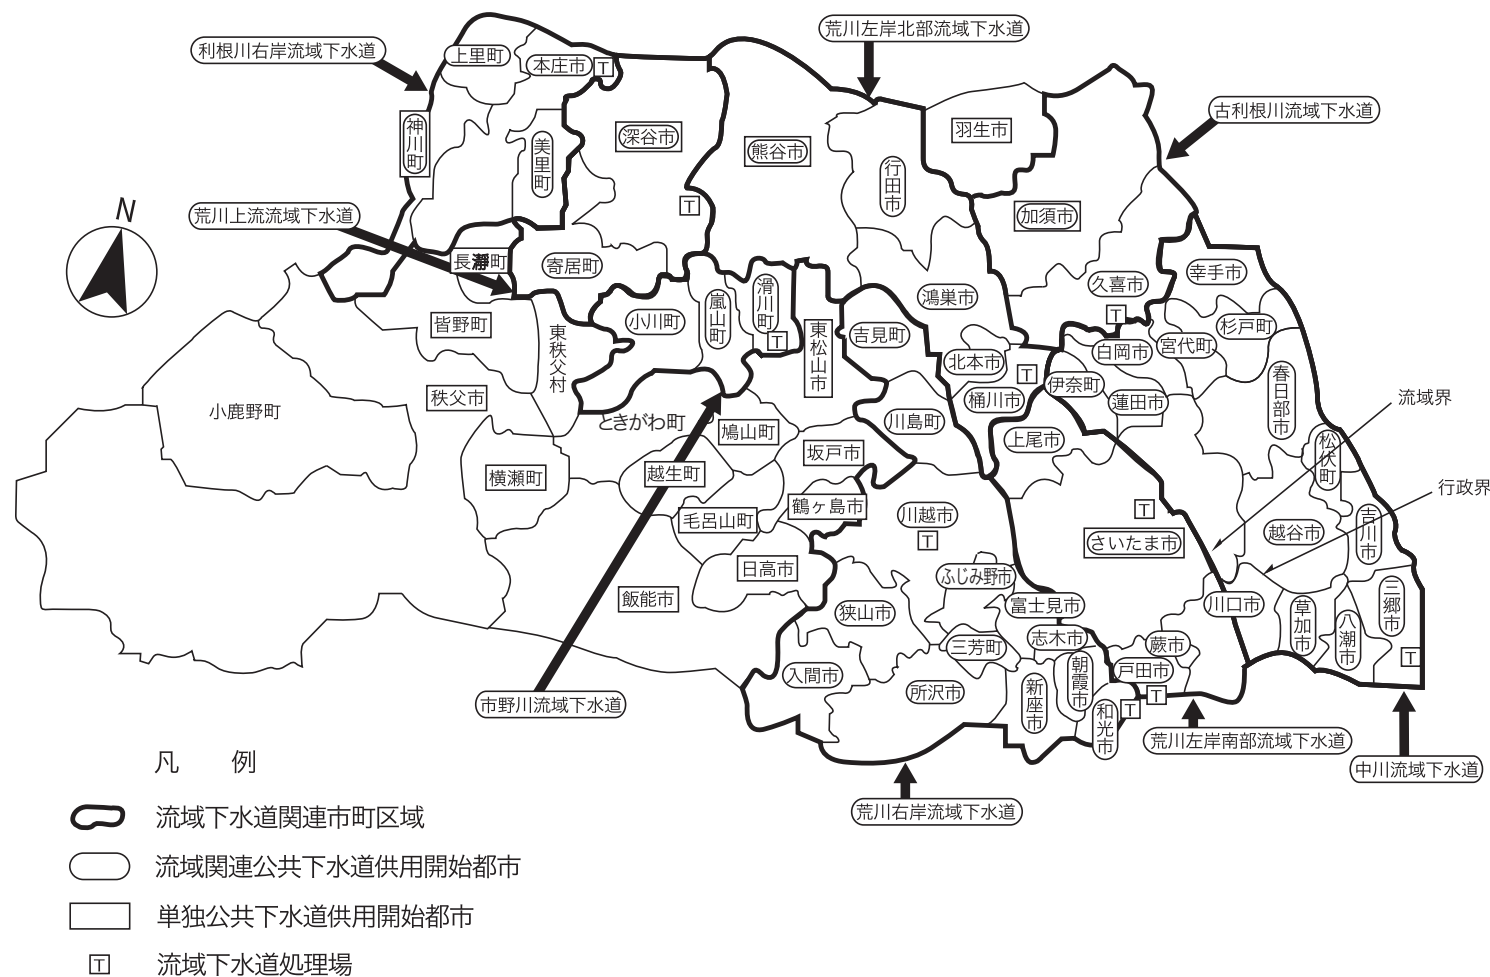 荒川左岸北部流域下水道
利根川右岸流域下水道
上里町
本庄市
T
古利根川流域下水道
神川町
美里町
深谷市
熊谷市
羽生市
行田市
N
荒川上流流域下水道
T
加須市
長瀞町
寄居町
幸手市
久喜市
鴻巣市
嵐山町
滑川町
小川町
皆野町
東秩父村
T
東松山市
吉見町
T
杉戸町
宮代町
白岡市
北本市
T
伊奈町
春日部市
秩父市
桶川市
蓮田市
流域界
小鹿野町
ときがわ町
鳩山町
川島町
上尾市
坂戸市
松伏町
横瀬町
越生町
行政界
毛呂山町
鶴ヶ島市
川越市
T
T
さいたま市
越谷市
吉川市
日高市
飯能市
ふじみ野市
狭山市
富士見市
川口市
草加市
八潮市
三郷市
志木市
三芳町
蕨市
戸田市
T
入間市
所沢市
新座市
朝霞市
和光市
T
T
市野川流域下水道
荒川左岸南部流域下水道
中川流域下水道
荒川右岸流域下水道
凡 例
流域下水道関連市町区域
流域関連公共下水道供用開始都市
単独公共下水道供用開始都市
T 流域下水道処理場